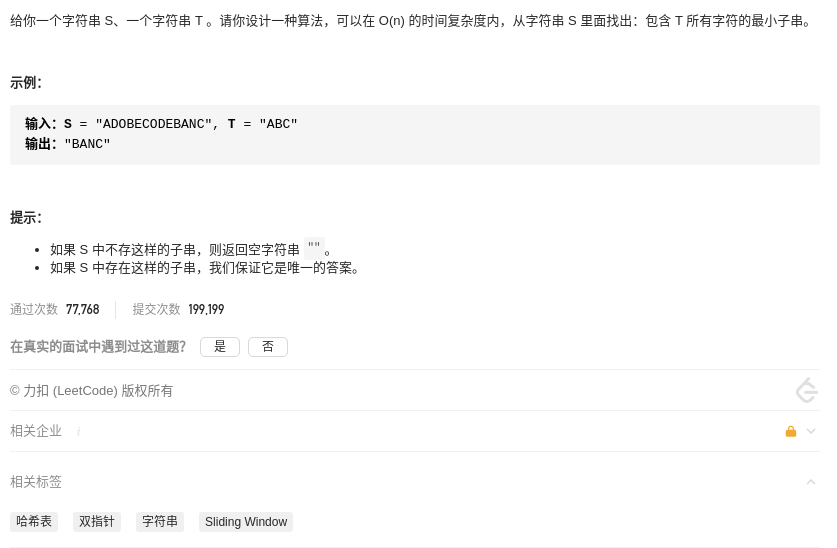 给你一个字符串 S、一个字符串 T 。请你设计一种算法，可以在 O(n) 的时间复杂度内，从字符串 S 里面找出：包含 T 所有字符的最小子串。
示例：
输入：S = "ADOBECODEBANC", T = "ABC"
输出："BANC"
提示：
• 如果 S 中不存这样的子串，则返回空字符串 ""。
• 如果 S 中存在这样的子串，我们保证它是唯一的答案。
通过次数 77,768 提交次数 199,199
在真实的面试中遇到过这道题？ 是 否
© 力扣 (LeetCode) 版权所有
相关企业 i
相关标签
哈希表 双指针 字符串 Sliding Window